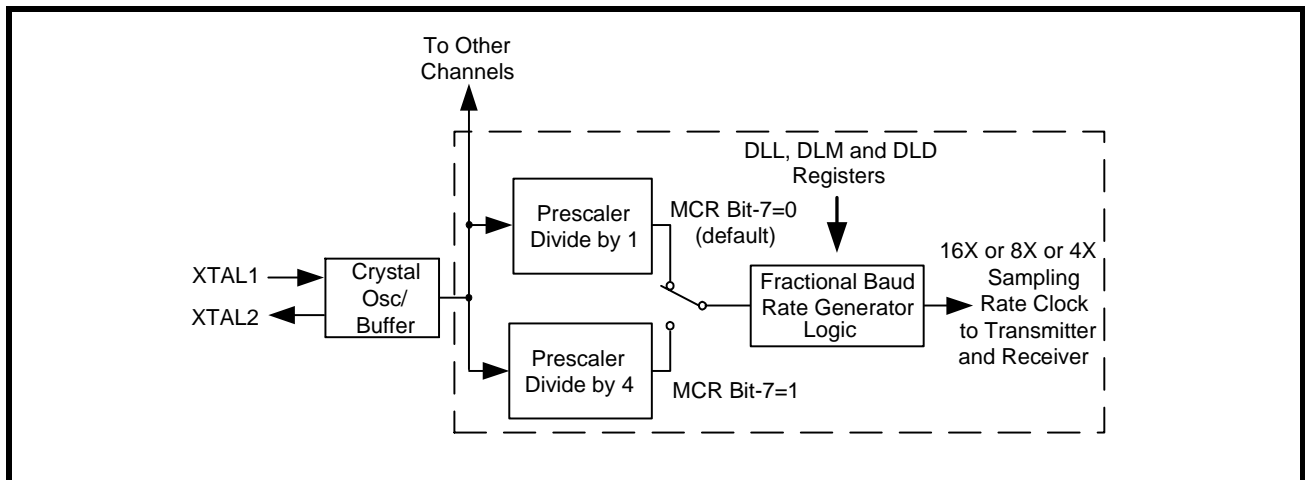 To Other
Channels
DLL, DLM and DLD
Registers
Prescaler
Divide by 1
MCR Bit-7=0
(default)
XTAL1
XTAL2
Crystal
Osc/
Buffer
Fractional Baud
Rate Generator
Logic
16X or 8X or 4X
Sampling
Rate Clock
to Transmitter
and Receiver
Prescaler
Divide by 4
MCR Bit-7=1